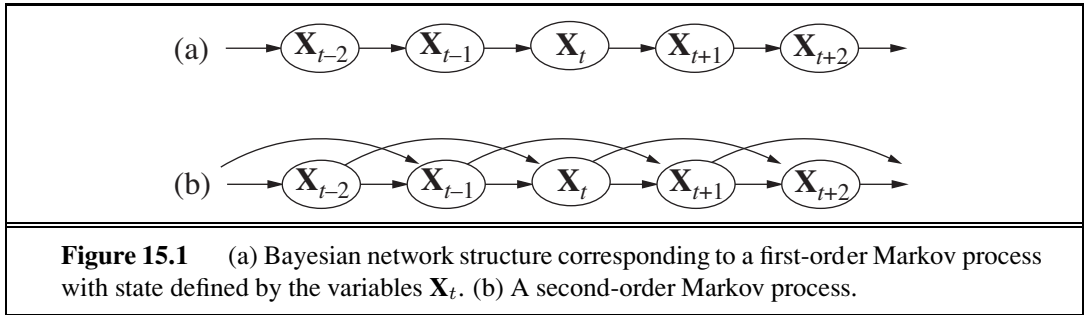 (a) X_{t–2} X_{t–1} X_t X_{t+1} X_{t+2}
(b) X_{t–2} X_{t–1} X_t X_{t+1} X_{t+2}
Figure 15.1 (a) Bayesian network structure corresponding to a first-order Markov process
with state defined by the variables X_t. (b) A second-order Markov process.